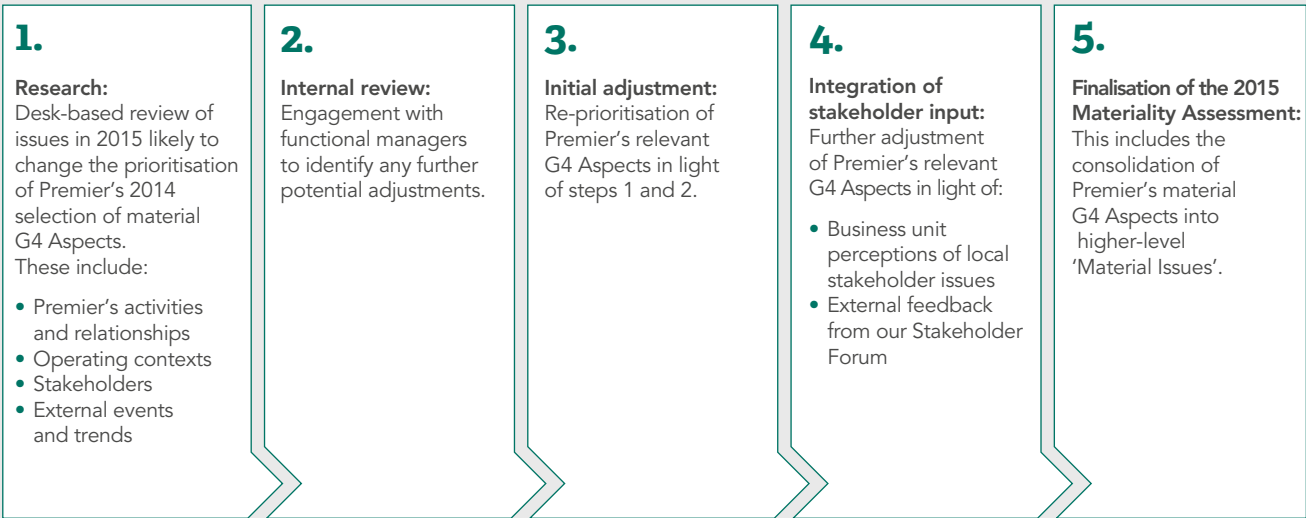 1.
Research:
Desk-based review of
issues in 2015 likely to
change the prioritisation
of Premier’s 2014
selection of material
G4 Aspects.
These include:
• Premier’s activities
and relationships
• Operating contexts
• Stakeholders
• External events
and trends
2.
Internal review:
Engagement with
functional managers
to identify any further
potential adjustments.
3.
Initial adjustment:
Re-prioritisation of
Premier’s relevant
G4 Aspects in light
of steps 1 and 2.
4.
Integration of
stakeholder input:
Further adjustment
of Premier’s relevant
G4 Aspects in light of:
• Business unit
perceptions of local
stakeholder issues
• External feedback
from our Stakeholder
Forum
5.
Finalisation of the 2015
Materiality Assessment:
This includes the
consolidation of
Premier’s material
G4 Aspects into
higher-level
‘Material Issues’.